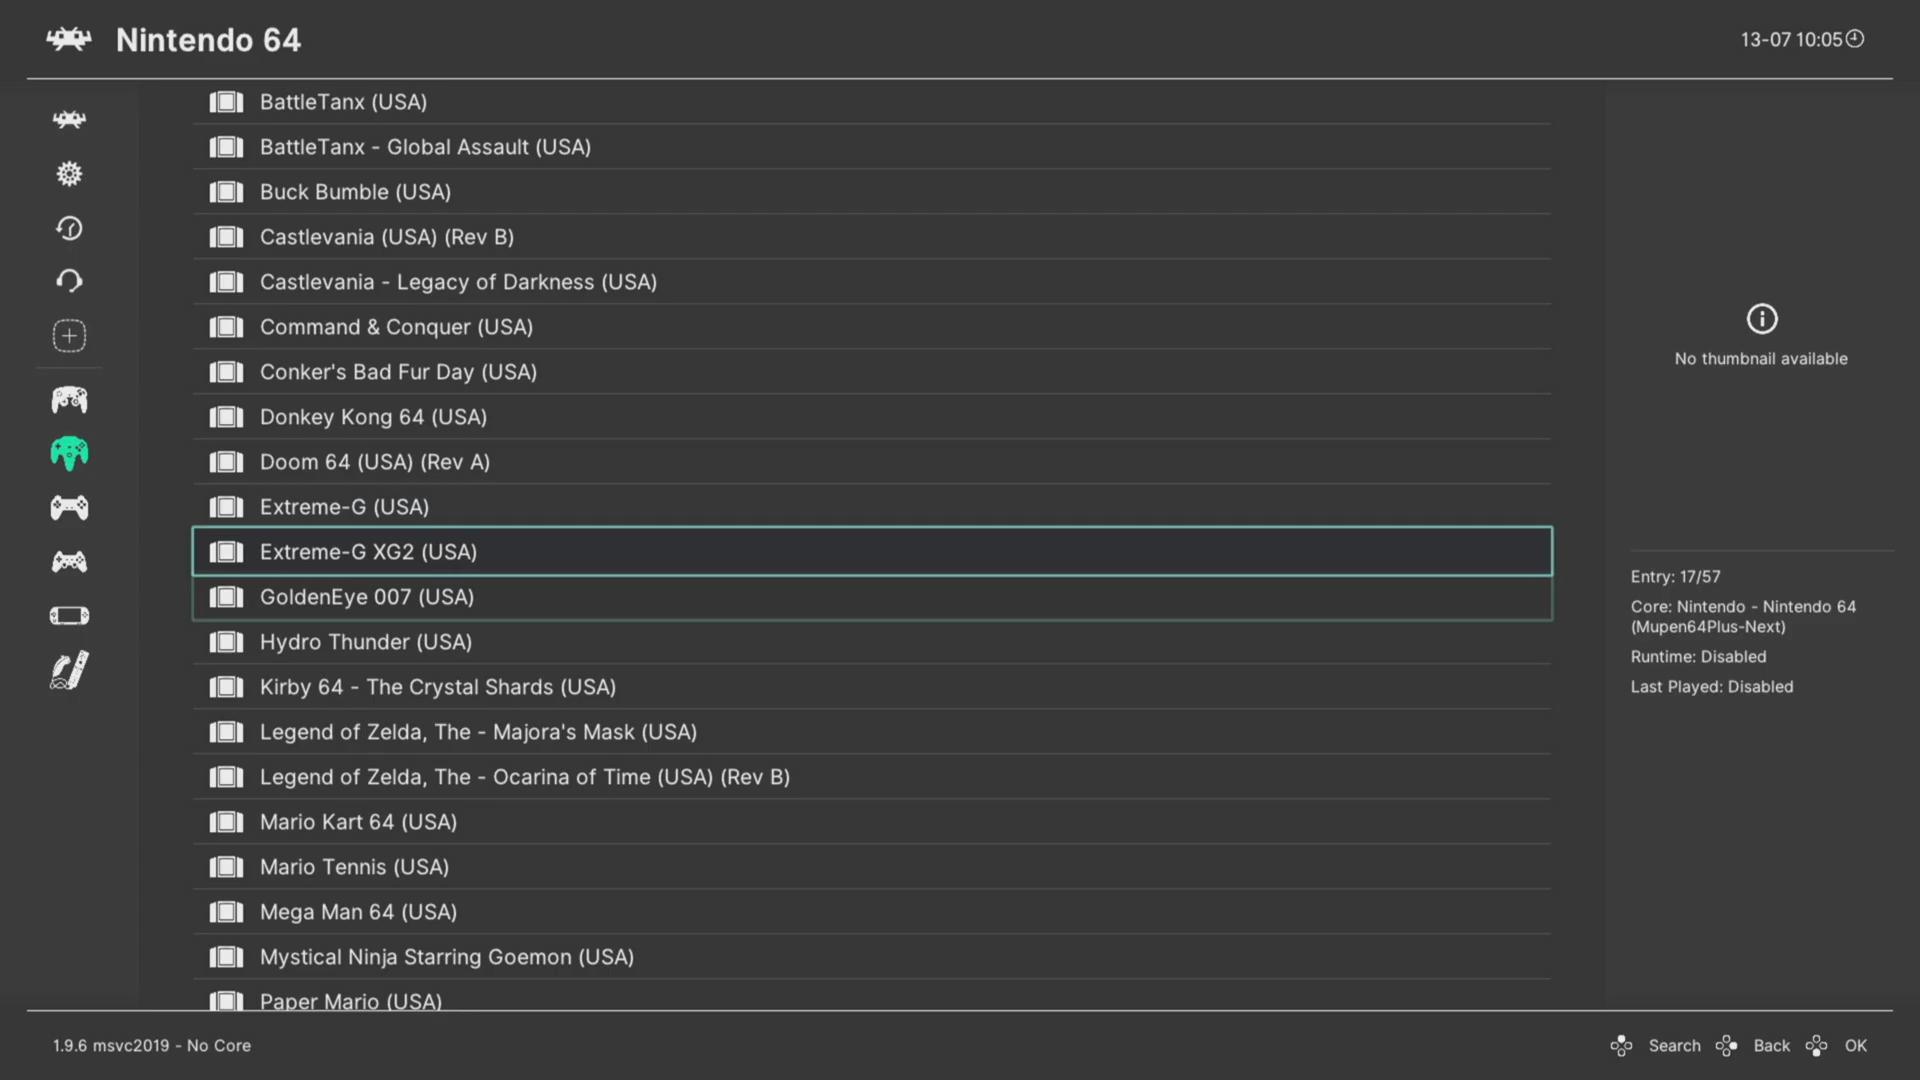 Nintendo 64
13-07 10:05
BattleTanx (USA)
BattleTanx - Global Assault (USA)
Buck Bumble (USA)
Castlevania (USA) (Rev B)
Castlevania - Legacy of Darkness (USA)
Command & Conquer (USA)
Conker's Bad Fur Day (USA)
Donkey Kong 64 (USA)
Doom 64 (USA) (Rev A)
Extreme-G (USA)
Extreme-G XG2 (USA)
GoldenEye 007 (USA)
Hydro Thunder (USA)
Kirby 64 - The Crystal Shards (USA)
Legend of Zelda, The - Majora's Mask (USA)
Legend of Zelda, The - Ocarina of Time (USA) (Rev B)
Mario Kart 64 (USA)
Mario Tennis (USA)
Mega Man 64 (USA)
Mystical Ninja Starring Goemon (USA)
Paper Mario (USA)
No thumbnail available
Entry: 17/57
Core: Nintendo - Nintendo 64
(Mupen64Plus-Next)
Runtime: Disabled
Last Played: Disabled
1.9.6 msvc2019 - No Core
Search
Back
OK